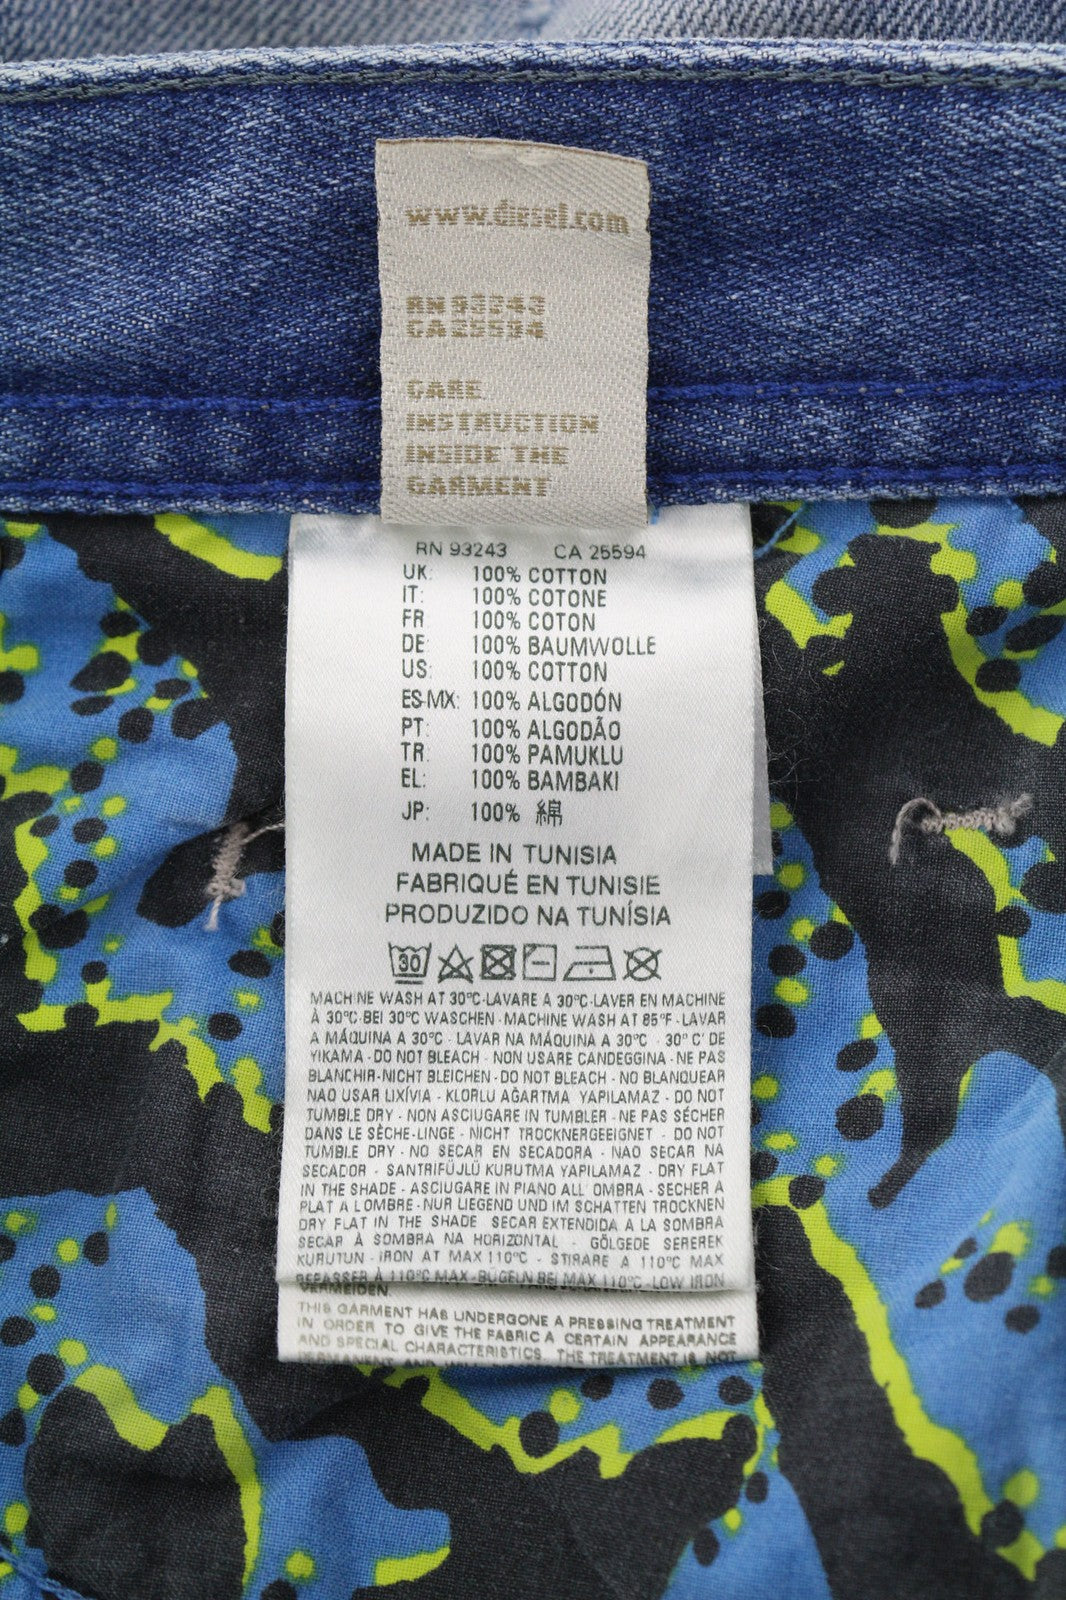 www.diesel.com
RN 93243
CA 25594
CARE
INSTRUCTION
INSIDE THE
GARMENT
RN 93243 CA 25594
UK: 100% COTTON
IT: 100% COTONE
FR 100% COTON
DE: 100% BAUMWOLLE
US: 100% COTTON
ES-MX: 100% ALGODÓN
PT: 100% ALGODÃO
TR: 100% PAMUKLU
EL: 100% BAMBAKI
JP: 100% 綿
MADE IN TUNISIA
FABRIQUÉ EN TUNISIE
PRODUZIDO NA TUNÍSIA
30
MACHINE WASH AT 30°C-LAVARE A 30°C-LAVER EN MACHINE
À 30°C-BEI 30°C WASCHEN - MACHINE WASH AT 85°F - LAVAR
A MÁQUINA A 30°C - LAVAR NA MÁQUINA A 30°C - 30° C' DE
YIKAMA - DO NOT BLEACH - NON USARE CANDEGGINA - NE PAS
BLANCHIR-NICHT BLEICHEN - DO NOT BLEACH - NO BLANQUEAR
NAO USAR LIXÍVIA - KLORLU AĞARTMA YAPILAMAZ - DO NOT
TUMBLE DRY - NON ASCIUGARE IN TUMBLER - NE PAS SÉCHER
DANS LE SÈCHE-LINGE - NICHT TROCKNERGEEIGNET - DO NOT
TUMBLE DRY - NO SECAR EN SECADORA - NAO SECAR NA
SECADOR - SANTRIFÜJLÜ KURUTMA YAPILAMAZ - DRY FLAT
IN THE SHADE - ASCIUGARE IN PIANO ALL' OMBRA - SECHER A
PLAT A LOMBRE - NUR LIEGEND UND IM SCHATTEN TROCKNEN
DRY FLAT IN THE SHADE SECAR EXTENDIDA A LA SOMBRA
SECAR À SOMBRA NA HORIZONTAL - GÖLGEDE SEREREK
KURUTUN - IRON AT MAX 110°C - STIRARE A 110°C MAX
REPASSER À 110°C MAX - BÜGELN BEI MAX 110°C - LOW IRON
VERMEIDEN.
THIS GARMENT HAS UNDERGONE A PRESSING TREATMENT
IN ORDER TO GIVE THE FABRIC A CERTAIN APPEARANCE
AND SPECIAL CHARACTERISTICS. THE TREATMENT IS NOT
PERMANENT AND WILL